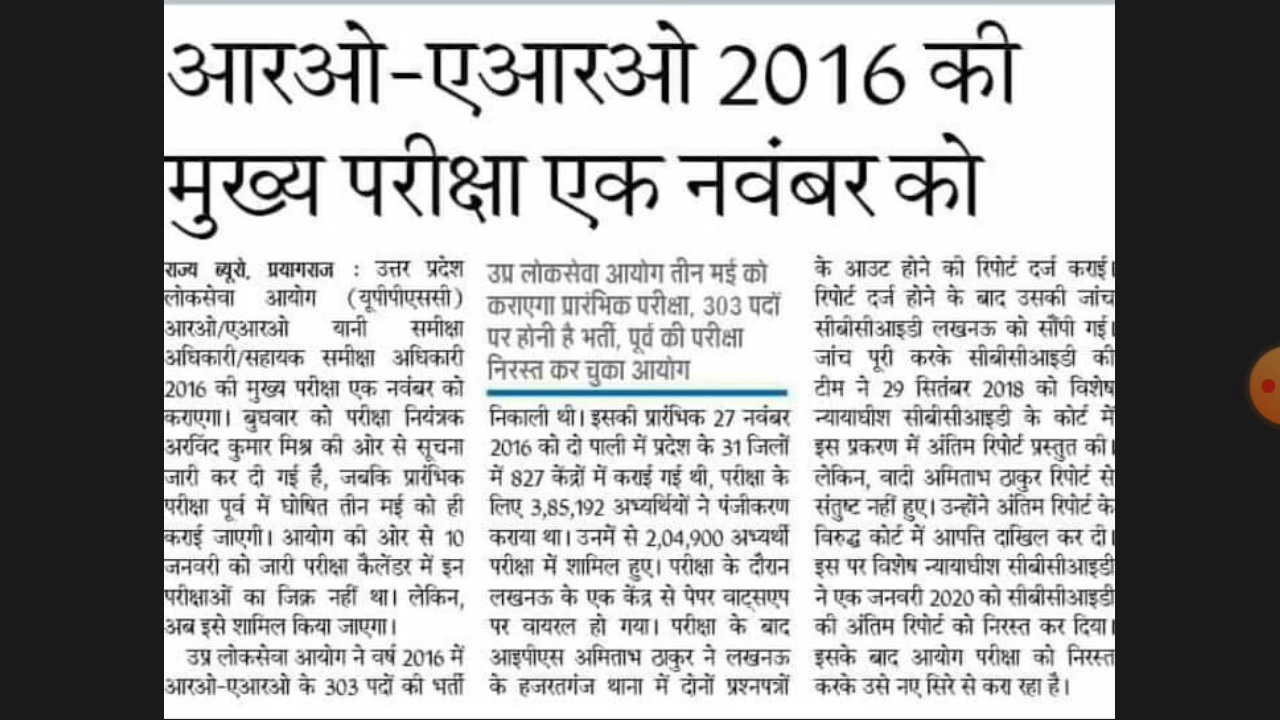 आरओ-एआरओ 2016 की
मुख्य परीक्षा एक नवंबर को
राज्य ब्यूरो, प्रयागराज : उत्तर प्रदेश
लोकसेवा आयोग (यूपीपीएससी)
आरओ/एआरओ यानी समीक्षा
अधिकारी/सहायक समीक्षा अधिकारी
2016 की मुख्य परीक्षा एक नवंबर को
कराएगा। बुधवार को परीक्षा नियंत्रक
अरविंद कुमार मिश्र की ओर से सूचना
जारी कर दी गई है, जबकि प्रारंभिक
परीक्षा पूर्व में घोषित तीन मई को ही
कराई जाएगी। आयोग की ओर से 10
जनवरी को जारी परीक्षा कैलेंडर में इन
परीक्षाओं का जिक्र नहीं था। लेकिन,
अब इसे शामिल किया जाएगा।
उप्र लोकसेवा आयोग ने वर्ष 2016 में
आरओ-एआरओ के 303 पदों की भर्ती
उप्र लोकसेवा आयोग तीन मई को
कराएगा प्रारंभिक परीक्षा, 303 पदों
पर होनी है भर्ती, पूर्व की परीक्षा
निरस्त कर चुका आयोग
निकाली थी। इसकी प्रारंभिक 27 नवंबर
2016 को दो पाली में प्रदेश के 31 जिलों
में 827 केंद्रों में कराई गई थी, परीक्षा के
लिए 3,85,192 अभ्यर्थियों ने पंजीकरण
कराया था। उनमें से 2,04,900 अभ्यर्थी
परीक्षा में शामिल हुए। परीक्षा के दौरान
लखनऊ के एक केंद्र से पेपर वाट्सएप
पर वायरल हो गया। परीक्षा के बाद
आइपीएस अमिताभ ठाकुर ने लखनऊ
के हजरतगंज थाना में दोनों प्रश्नपत्रों
के आउट होने की रिपोर्ट दर्ज कराई।
रिपोर्ट दर्ज होने के बाद उसकी जांच
सीबीसीआइडी लखनऊ को सौंपी गई।
जांच पूरी करके सीबीसीआइडी की
टीम ने 29 सितंबर 2018 को विशेष
न्यायाधीश सीबीसीआइडी के कोर्ट में
इस प्रकरण में अंतिम रिपोर्ट प्रस्तुत की।
लेकिन, वादी अमिताभ ठाकुर रिपोर्ट से
संतुष्ट नहीं हुए। उन्होंने अंतिम रिपोर्ट के
विरुद्ध कोर्ट में आपत्ति दाखिल कर दी।
इस पर विशेष न्यायाधीश सीबीसीआइडी
ने एक जनवरी 2020 को सीबीसीआइडी
की अंतिम रिपोर्ट को निरस्त कर दिया।
इसके बाद आयोग परीक्षा को निरस्त
करके उसे नए सिरे से करा रहा है।